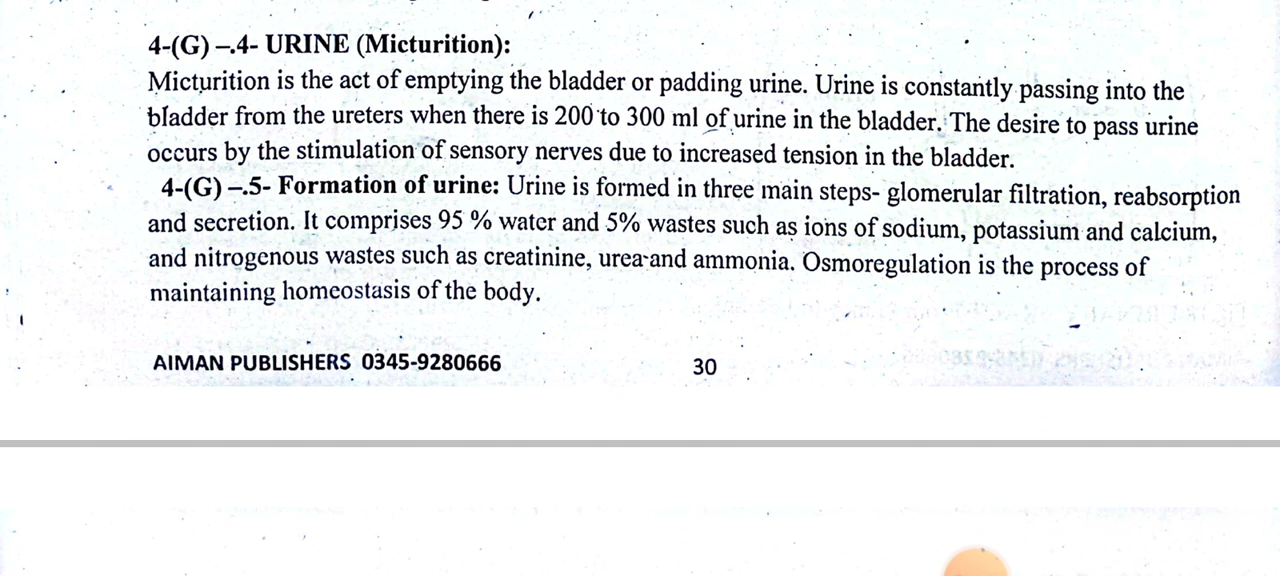 4-(G) –.4- URINE (Micturition):
Micturition is the act of emptying the bladder or padding urine. Urine is constantly passing into the
bladder from the ureters when there is 200 to 300 ml of urine in the bladder. The desire to pass urine
occurs by the stimulation of sensory nerves due to increased tension in the bladder.
4-(G) –.5- Formation of urine: Urine is formed in three main steps- glomerular filtration, reabsorption
and secretion. It comprises 95 % water and 5% wastes such as ions of sodium, potassium and calcium,
and nitrogenous wastes such as creatinine, urea and ammonia. Osmoregulation is the process of
maintaining homeostasis of the body.
AIMAN PUBLISHERS 0345-9280666 30